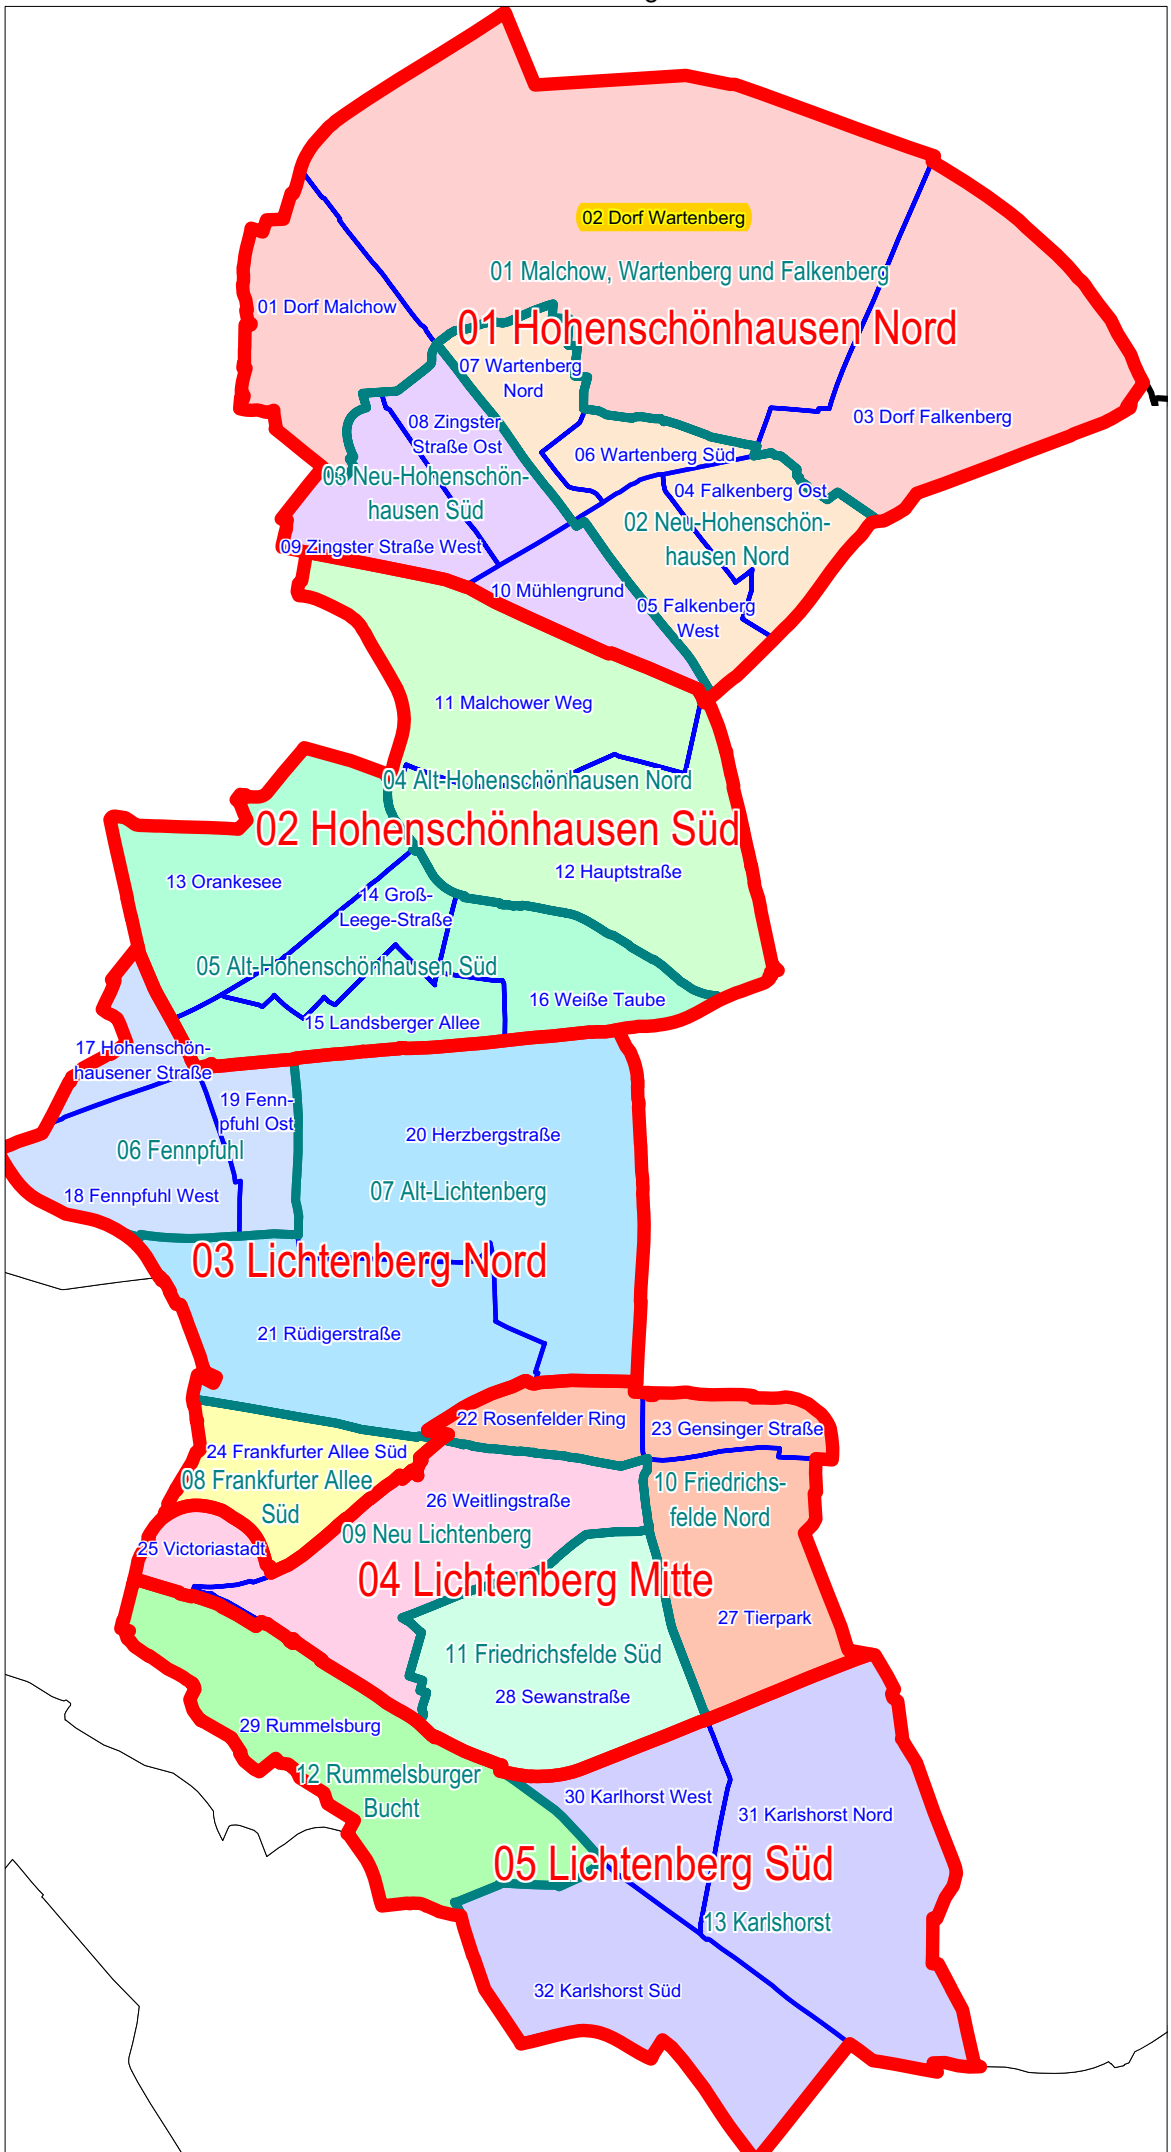 02 Dorf Wartenberg
01 Malchow, Wartenberg und Falkenberg
01 Dorf Malchow
01 Hohenschönhausen Nord
07 Wartenberg
Nord
03 Dorf Falkenberg
08 Zingster
Straße Ost
06 Wartenberg Süd
03 Neu-Hohenschön-
hausen Süd
04 Falkenberg Ost
02 Neu-Hohenschön-
hausen Nord
09 Zingster Straße West
10 Mühlengrund
05 Falkenberg
West
11 Malchower Weg
04 Alt-Hohenschönhausen Nord
02 Hohenschönhausen Süd
12 Hauptstraße
13 Orankesee
14 Groß-
Leege-Straße
05 Alt-Hohenschönhausen Süd
16 Weiße Taube
15 Landsberger Allee
17 Hohenschön-
hausener Straße
19 Fenn-
pfuhl Ost
20 Herzbergstraße
06 Fennpfuhl
18 Fennpfuhl West
07 Alt-Lichtenberg
03 Lichtenberg Nord
21 Rüdigerstraße
22 Rosenfelder Ring
23 Gensinger Straße
24 Frankfurter Allee Süd
08 Frankfurter Allee
Süd
10 Friedrichs-
felde Nord
26 Weitlingstraße
09 Neu Lichtenberg
25 Victoriastadt
04 Lichtenberg Mitte
27 Tierpark
11 Friedrichsfelde Süd
28 Sewanstraße
29 Rummelsburg
12 Rummelsburger
Bucht
30 Karlhorst West
31 Karlshorst Nord
05 Lichtenberg Süd
13 Karlshorst
32 Karlshorst Süd